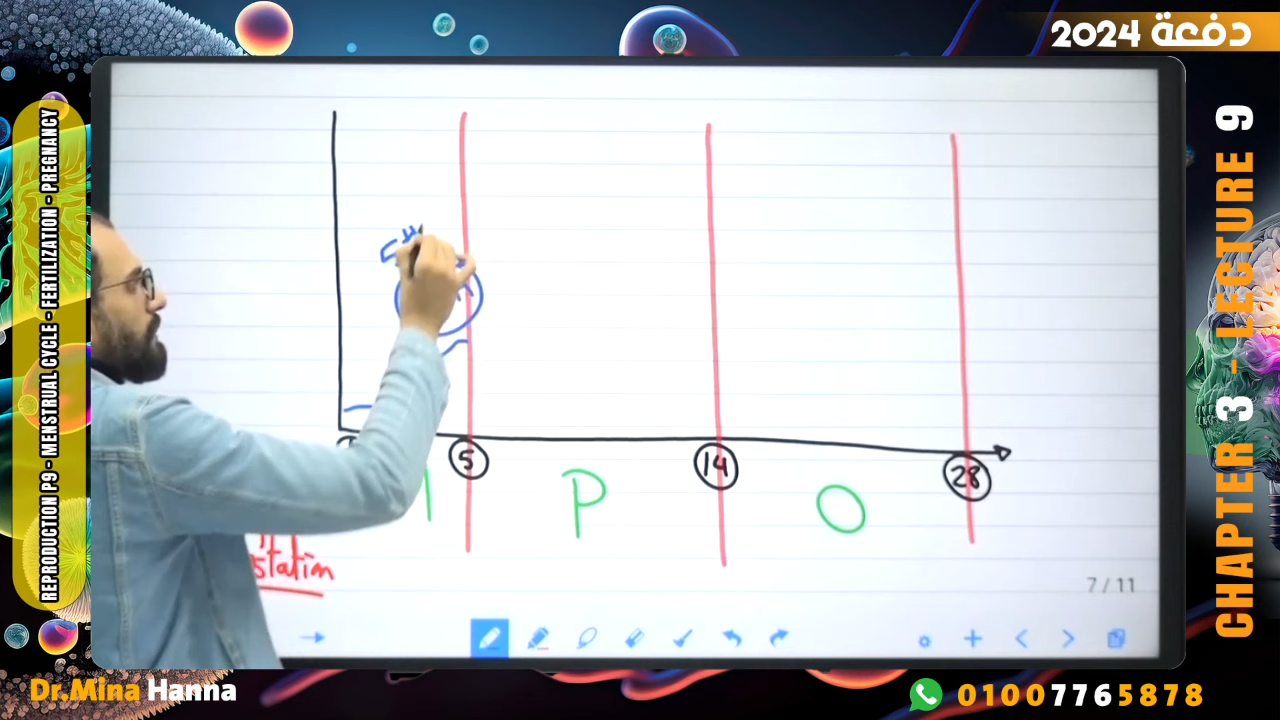 دفعة 2024
REPRODUCTION P9 - MENSTRUAL CYCLE - FERTILIZATION - PREGNANCY
CHAPTER 3 - LECTURE 9
5
14
28
P
O
7 / 11
Dr.Mina Hanna
01007765878